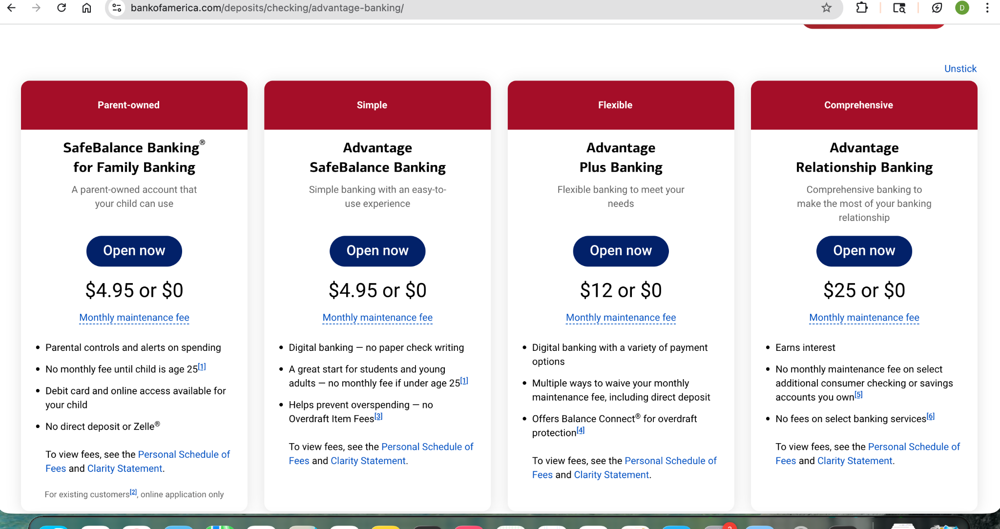 bankofamerica.com/deposits/checking/advantage-banking/
D
Unstick
Parent-owned
SafeBalance Banking®
for Family Banking
A parent-owned account that
your child can use
Open now
$4.95 or $0
Monthly maintenance fee
• Parental controls and alerts on spending
• No monthly fee until child is age 25[1]
• Debit card and online access available for
your child
• No direct deposit or Zelle®
To view fees, see the Personal Schedule of
Fees and Clarity Statement.
For existing customers[2], online application only
Simple
Advantage
SafeBalance Banking
Simple banking with an easy-to-
use experience
Open now
$4.95 or $0
Monthly maintenance fee
• Digital banking — no paper check writing
• A great start for students and young
adults — no monthly fee if under age 25[1]
• Helps prevent overspending — no
Overdraft Item Fees[3]
To view fees, see the Personal Schedule of
Fees and Clarity Statement.
Flexible
Advantage
Plus Banking
Flexible banking to meet your
needs
Open now
$12 or $0
Monthly maintenance fee
• Digital banking with a variety of payment
options
• Multiple ways to waive your monthly
maintenance fee, including direct deposit
• Offers Balance Connect® for overdraft
protection[4]
To view fees, see the Personal Schedule of
Fees and Clarity Statement.
Comprehensive
Advantage
Relationship Banking
Comprehensive banking to
make the most of your banking
relationship
Open now
$25 or $0
Monthly maintenance fee
• Earns interest
• No monthly maintenance fee on select
additional consumer checking or savings
accounts you own[5]
• No fees on select banking services[6]
To view fees, see the Personal Schedule of
Fees and Clarity Statement.